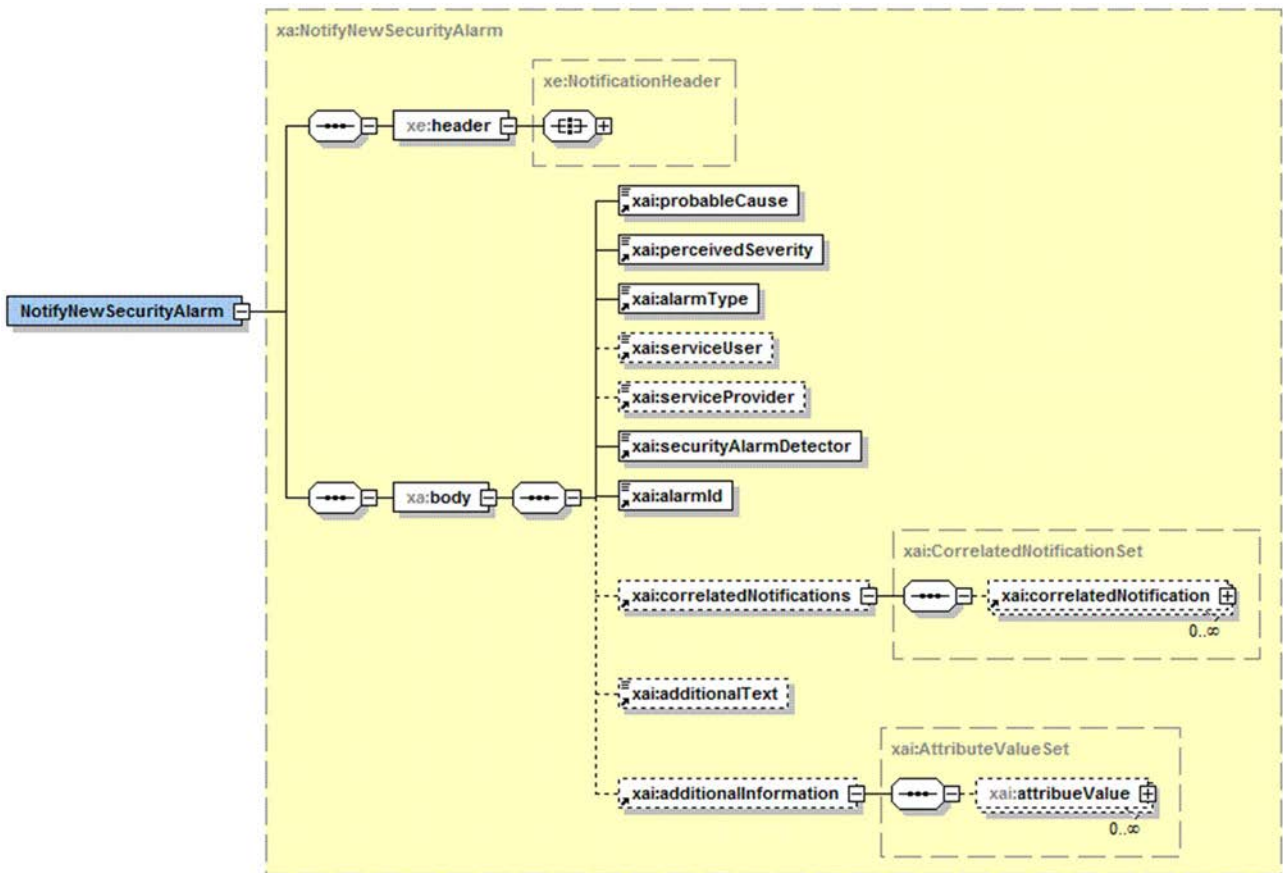 xa:NotifyNewSecurityAlarm
xe:NotificationHeader
xe:header
xai:probableCause
xai:perceivedSeverity
xai:alarmType
NotifyNewSecurityAlarm
xai:serviceUser
xai:serviceProvider
xai:securityAlarmDetector
xa:body
xai:alarmId
xai:CorrelatedNotificationSet
xai:correlatedNotifications
xai:correlatedNotification
0..∞
xai:additionalText
xai:AttributeValueSet
xai:additionalInformation
xai:attribueValue
0..∞